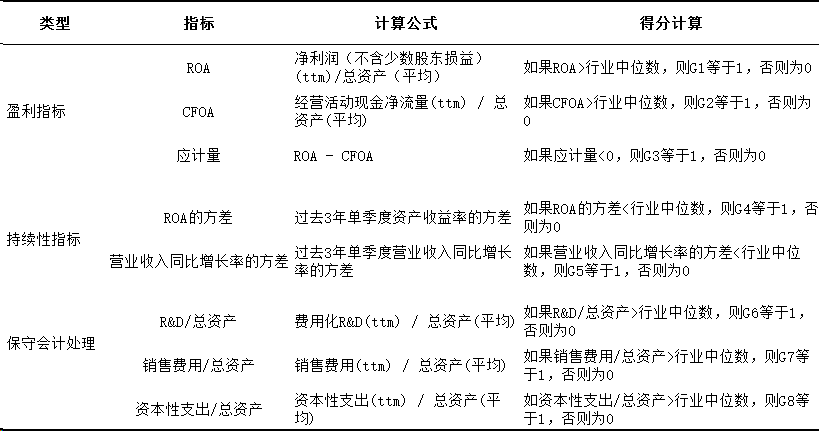 类型 指标 计算公式 得分计算
盈利指标
ROA
净利润（不含少数股东损益）
(ttm)/总资产（平均）
如果ROA>行业中位数，则G1等于1，否则为0
CFOA
经营活动现金净流量(ttm) / 总
资产(平均)
如果CFOA>行业中位数，则G2等于1，否则为
0
应计量
ROA - CFOA
如果应计量<0，则G3等于1，否则为0
持续性指标
ROA的方差
过去3年单季度资产收益率的方差
如果ROA的方差<行业中位数，则G4等于1，否
则为0
营业收入同比增长率的方差
过去3年单季度营业收入同比增长
率的方差
如果营业收入同比增长率的方差<行业中位
数，则G5等于1，否则为0
保守会计处理
R&D/总资产
费用化R&D(ttm) / 总资产(平均)
如果R&D/总资产>行业中位数，则G6等于1，
否则为0
销售费用/总资产
销售费用(ttm) / 总资产(平均)
如果销售费用/总资产>行业中位数，则G7等
于1，否则为0
资本性支出/总资产
资本性支出(ttm) / 总资产(平
均)
如资本性支出/总资产>行业中位数，则G8等
于1，否则为0